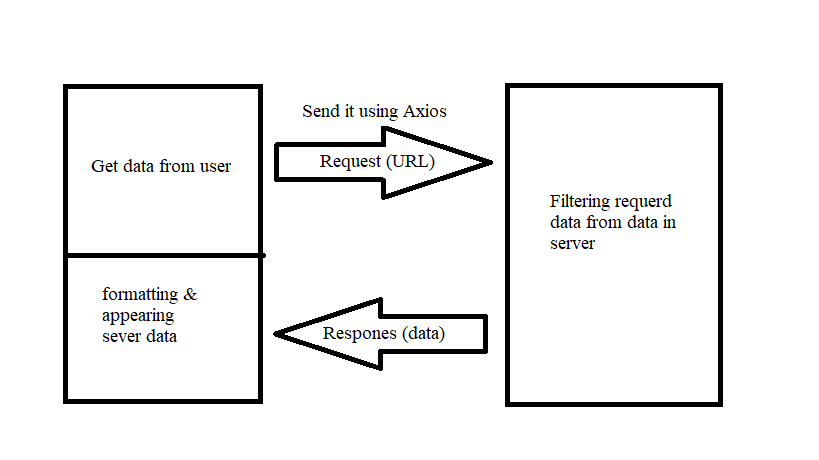 Send it using Axios
Get data from user
Request (URL)
Filtering requerd
data from data in
server
formatting &
appearing
sever data
Respones (data)